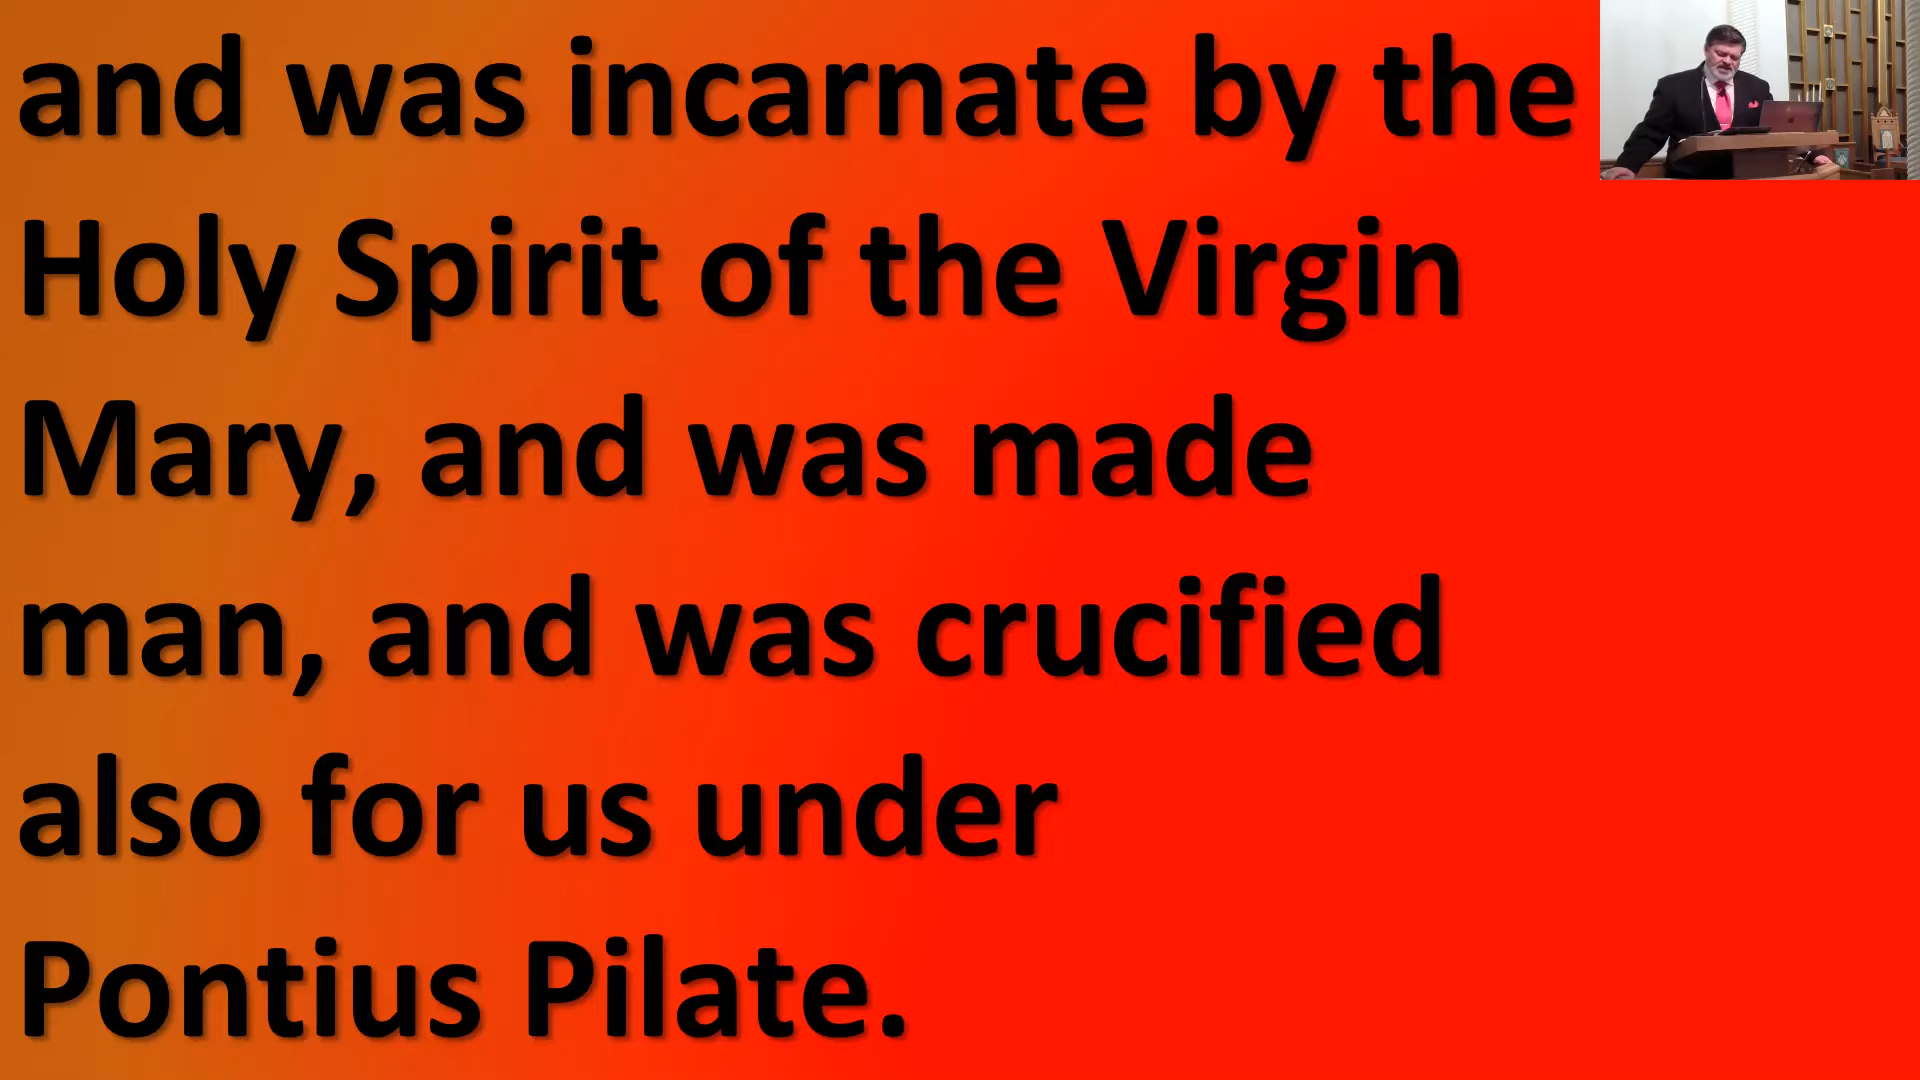 and was incarnate by the
Holy Spirit of the Virgin
Mary, and was made
man, and was crucified
also for us under
Pontius Pilate.